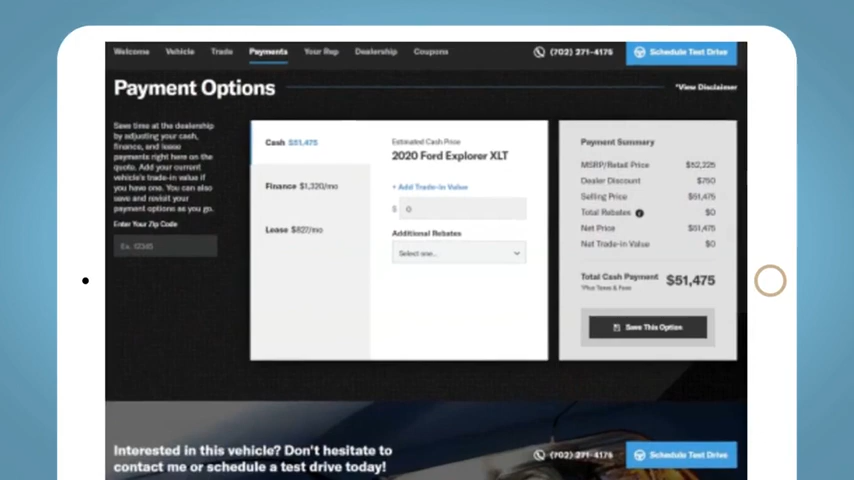 Welcome Vehicle Trade Payments Your Rep Dealership Coupons (702) 271-4175 Schedule Test Drive
Payment Options
*View Disclaimer
Save time at the dealership
by adjusting your cash,
finance, and lease
payments right here on the
quote. Add your current
vehicle's trade-in value if
you have one. You can also
save and revisit your
payment options as you go.
Enter Your Zip Code
Ex. 12345
Cash $51,475
Finance $1,320/mo
Lease $827/mo
Estimated Cash Price
2020 Ford Explorer XLT
+ Add Trade-in Value
$ 0
Additional Rebates
Select one...
Payment Summary
MSRP/Retail Price $52,225
Dealer Discount $750
Selling Price $51,475
Total Rebates $0
Net Price $51,475
Net Trade-in Value $0
Total Cash Payment $51,475
*Plus Taxes & Fees
Save This Option
Interested in this vehicle? Don't hesitate to
contact me or schedule a test drive today!
(702) 271-4175 Schedule Test Drive